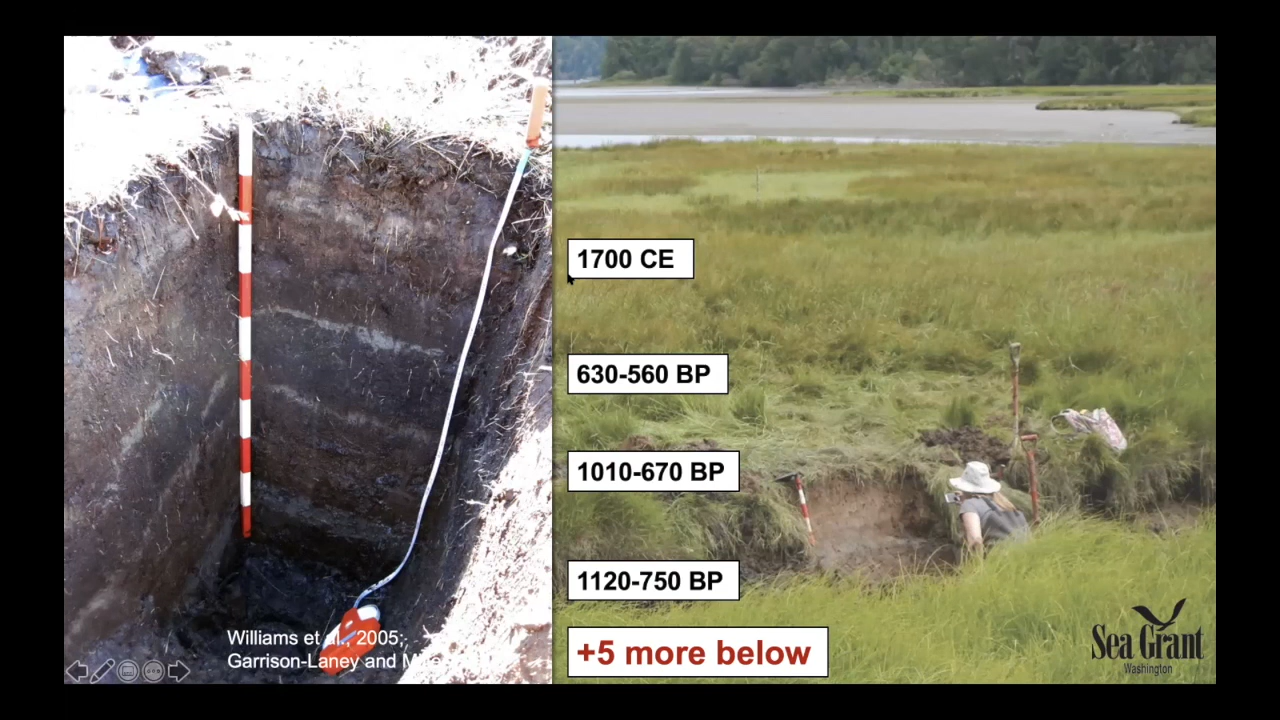 1700 CE
630-560 BP
1010-670 BP
1120-750 BP
+5 more below
Williams et al., 2005;
Garrison-Laney and
Sea Grant
Washington